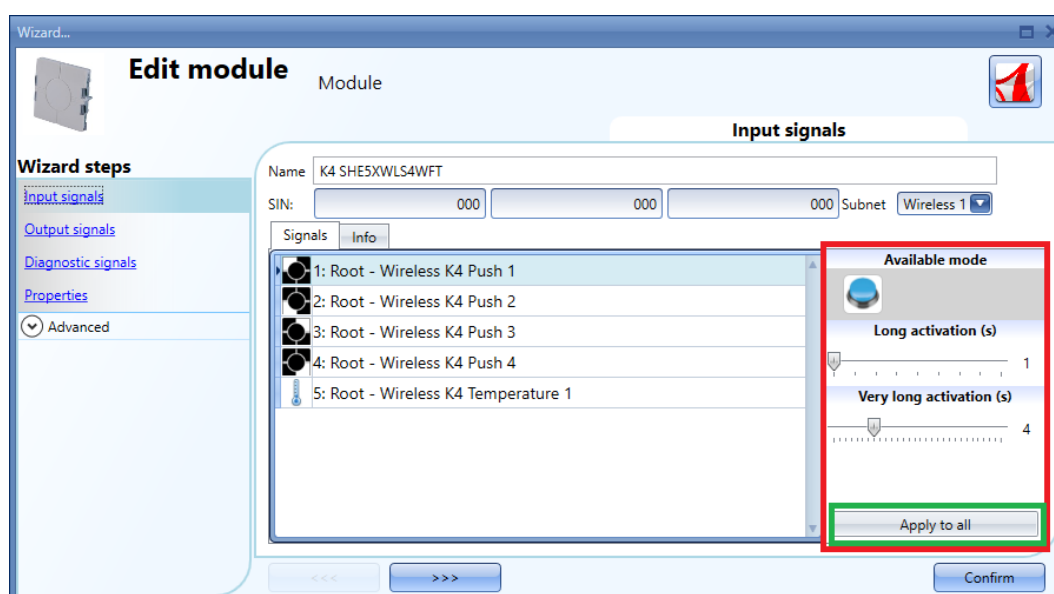 Wizard...
Edit module
Module
Input signals
Wizard steps
Input signals
Output signals
Diagnostic signals
Properties
Advanced
Name K4 SHE5XWLS4WFT
SIN: 000 000 000 Subnet Wireless 1
Signals Info
1: Root - Wireless K4 Push 1
2: Root - Wireless K4 Push 2
3: Root - Wireless K4 Push 3
4: Root - Wireless K4 Push 4
5: Root - Wireless K4 Temperature 1
Available mode
Long activation (s)
1
Very long activation (s)
4
Apply to all
<<< >>> Confirm